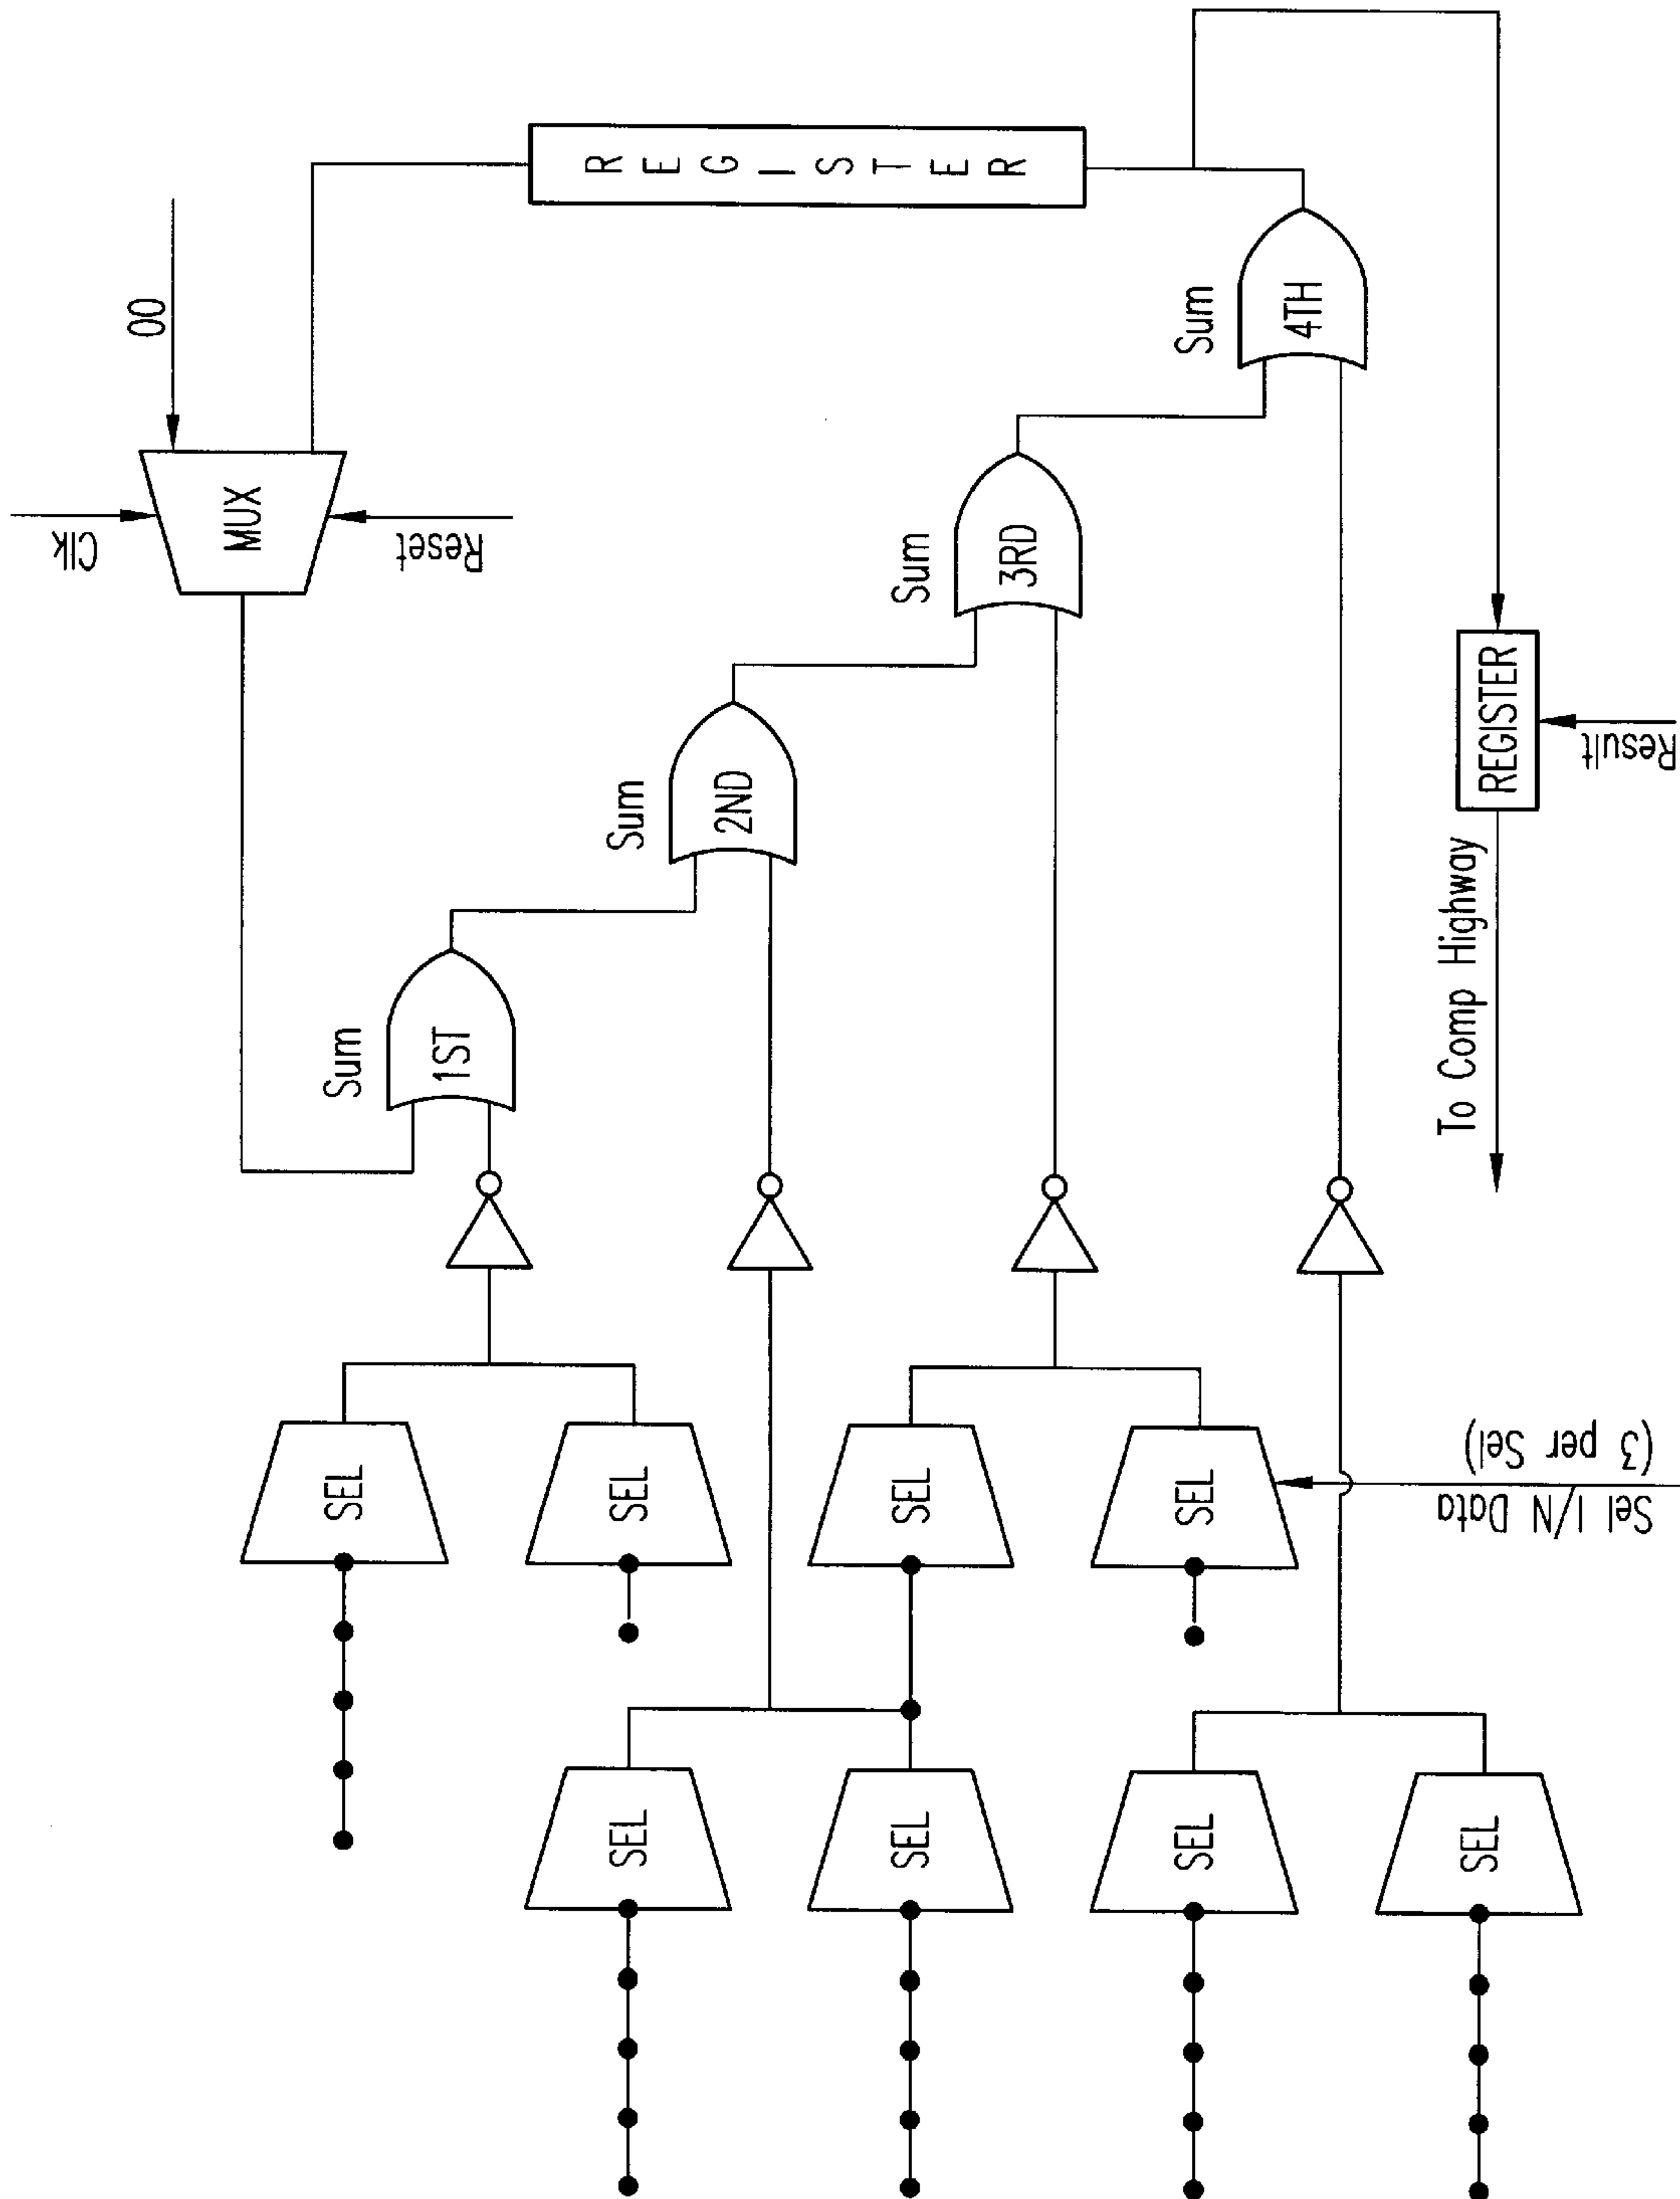 00
Clk
MUX
Reset
REGISTER
Sum
4TH
Sum
3RD
Sum
2ND
Sum
1ST
REGISTER
Result
To Comp Highway
SEL
SEL
SEL
SEL
Sel I/N Data
(3 per Sel)
SEL
SEL
SEL
SEL